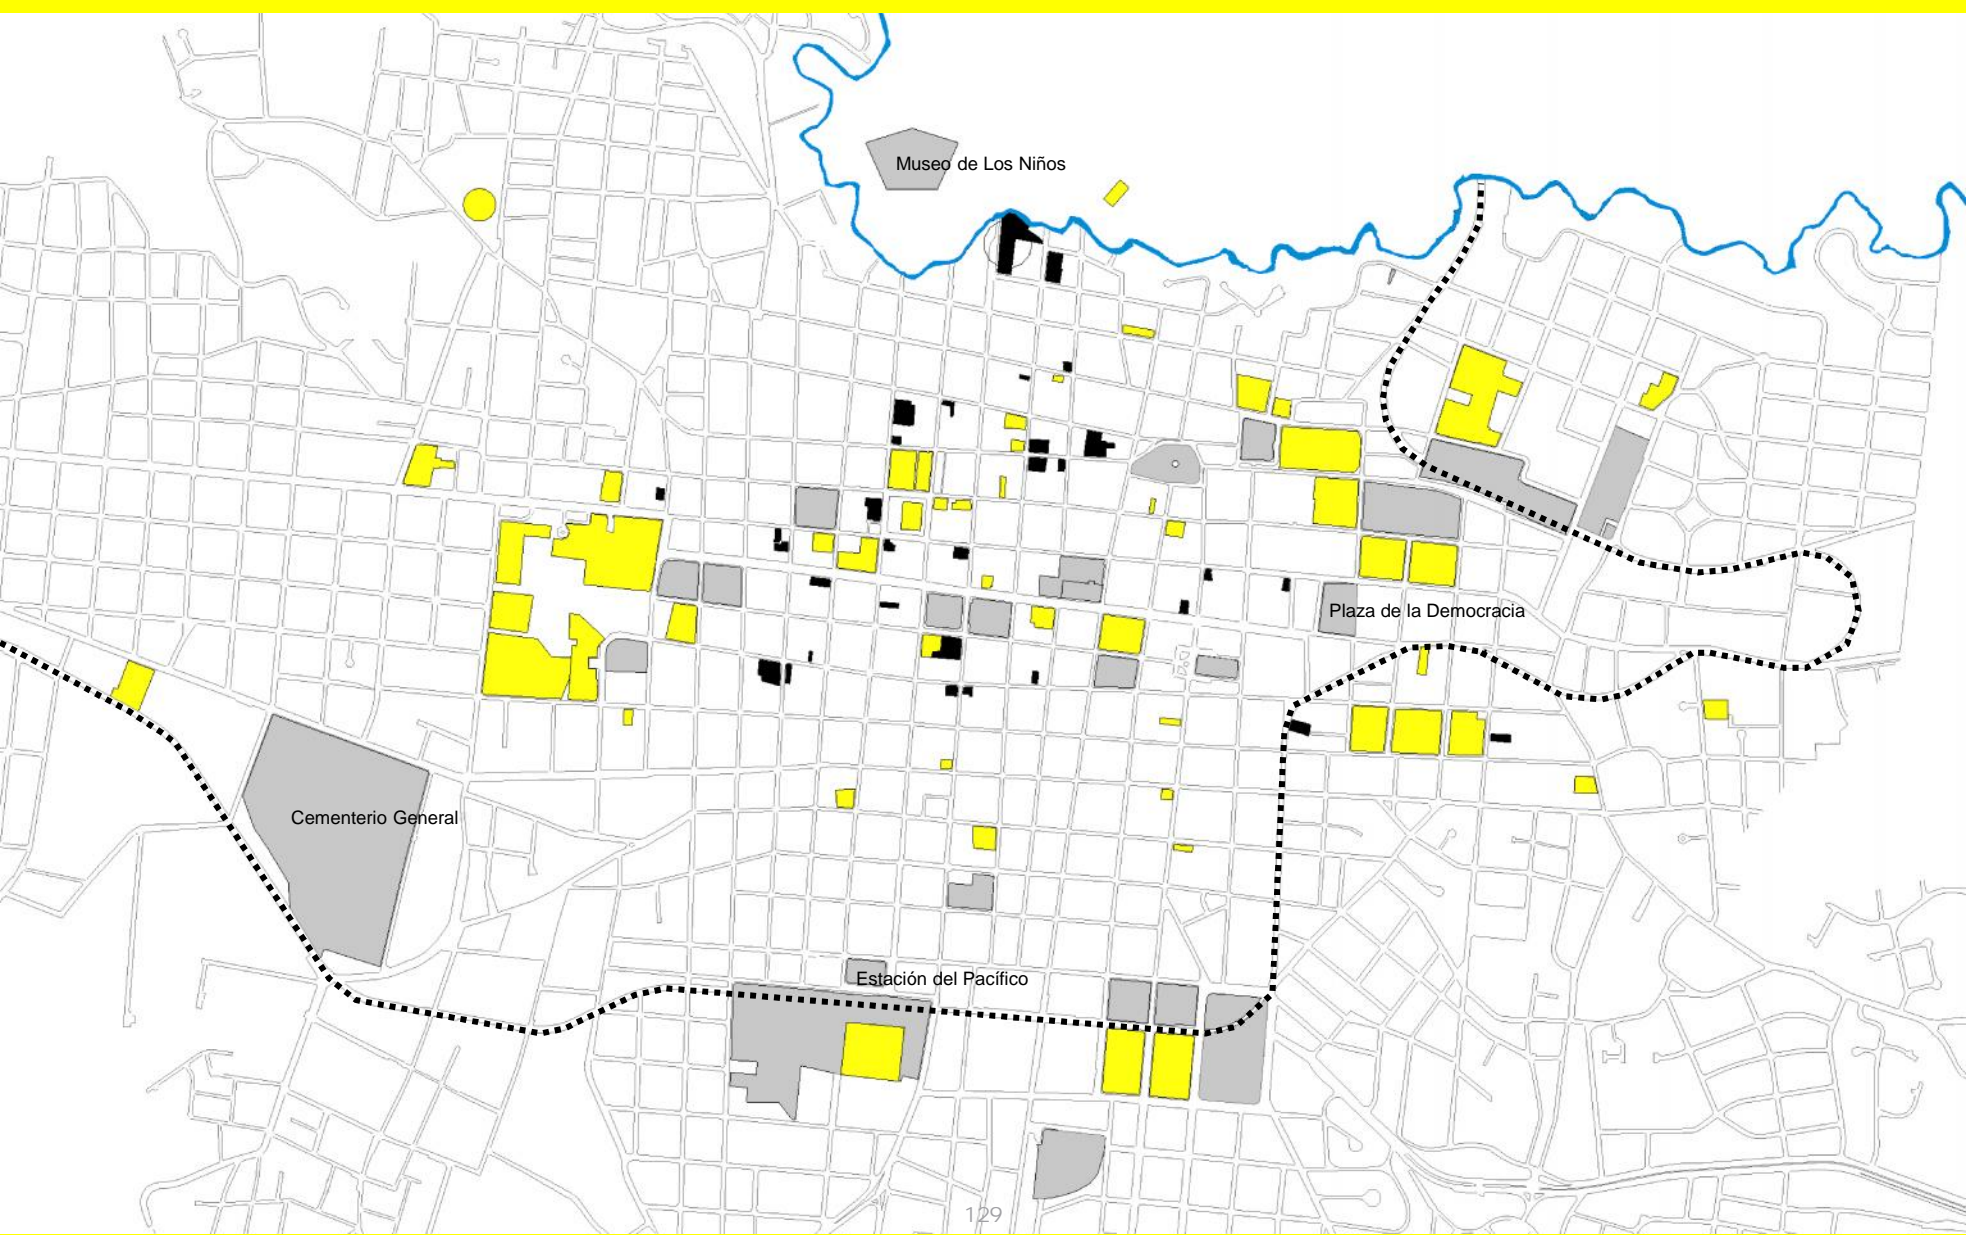 Museo de Los Niños
Plaza de la Democracia
Cementerio General
Estación del Pacífico
129